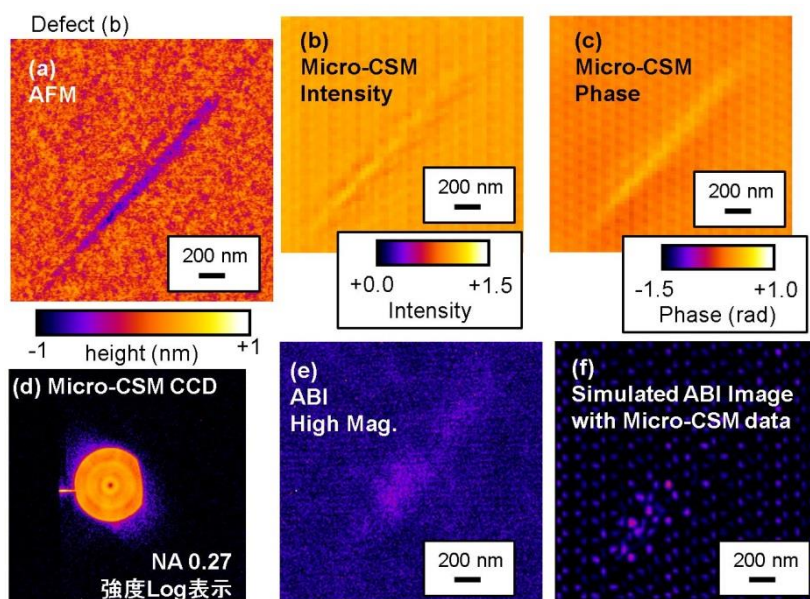 Defect (b)
(a)
AFM
200 nm
-1 height (nm) +1
(b)
Micro-CSM
Intensity
200 nm
+0.0 +1.5
Intensity
(c)
Micro-CSM
Phase
200 nm
-1.5 +1.0
Phase (rad)
(d) Micro-CSM CCD
NA 0.27
強度Log表示
(e)
ABI
High Mag.
200 nm
(f)
Simulated ABI Image
with Micro-CSM data
200 nm